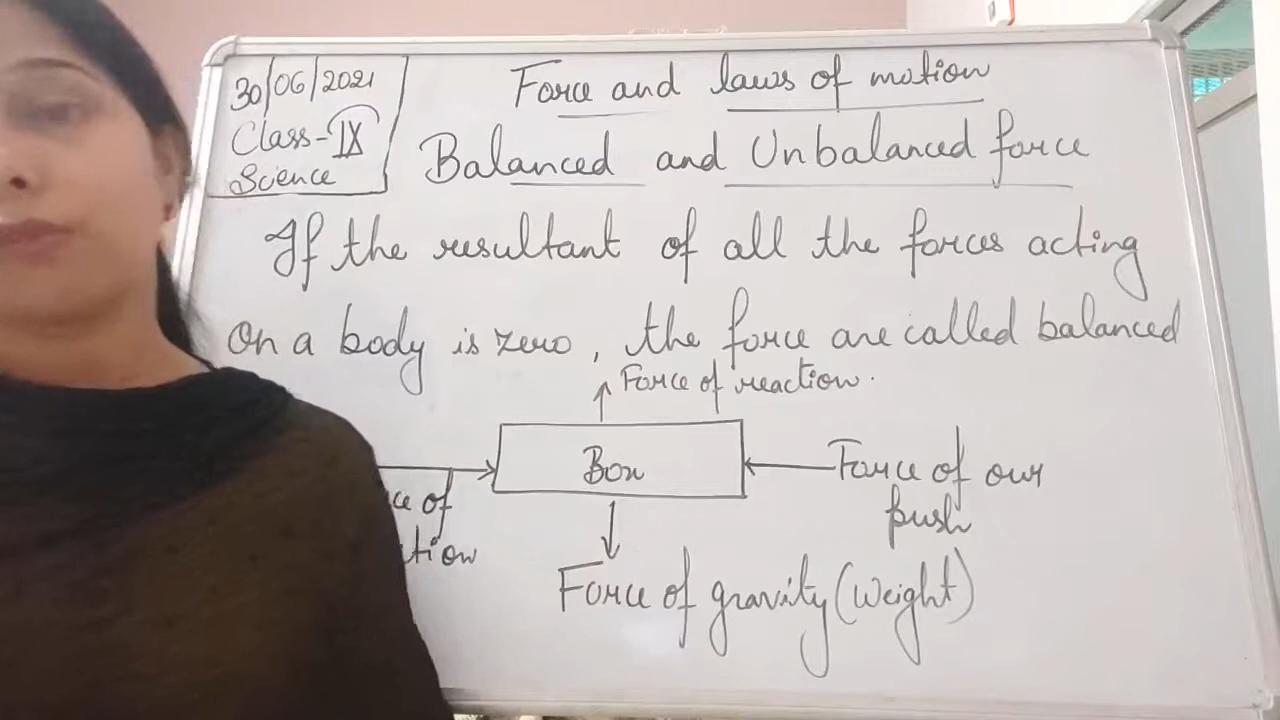 30/06/2021
Class-IX
Science
Force and laws of motion
Balanced and Unbalanced force
If the resultant of all the forces acting
on a body is zero, the force are called balanced
Force of reaction.
Box
Force of our
push
of
Force of gravity (Weight)